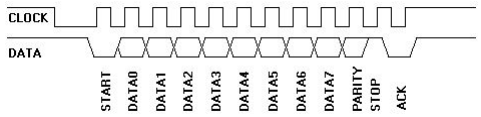 CLOCK
DATA
START
DATA0
DATA1
DATA2
DATA3
DATA4
DATA5
DATA6
DATA7
PARITY
STOP
ACK